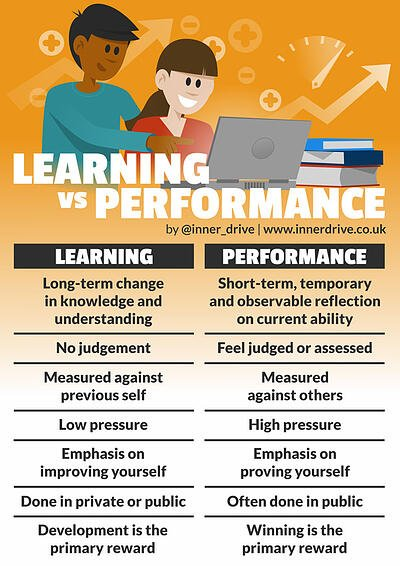 LEARNING
VS PERFORMANCE
by @inner_drive | www.innerdrive.co.uk
LEARNING
Long-term change
in knowledge and
understanding
No judgement
Measured against
previous self
Low pressure
Emphasis on
improving yourself
Done in private or public
Development is the
primary reward
PERFORMANCE
Short-term, temporary
and observable reflection
on current ability
Feel judged or assessed
Measured
against others
High pressure
Emphasis on
proving yourself
Often done in public
Winning is the
primary reward